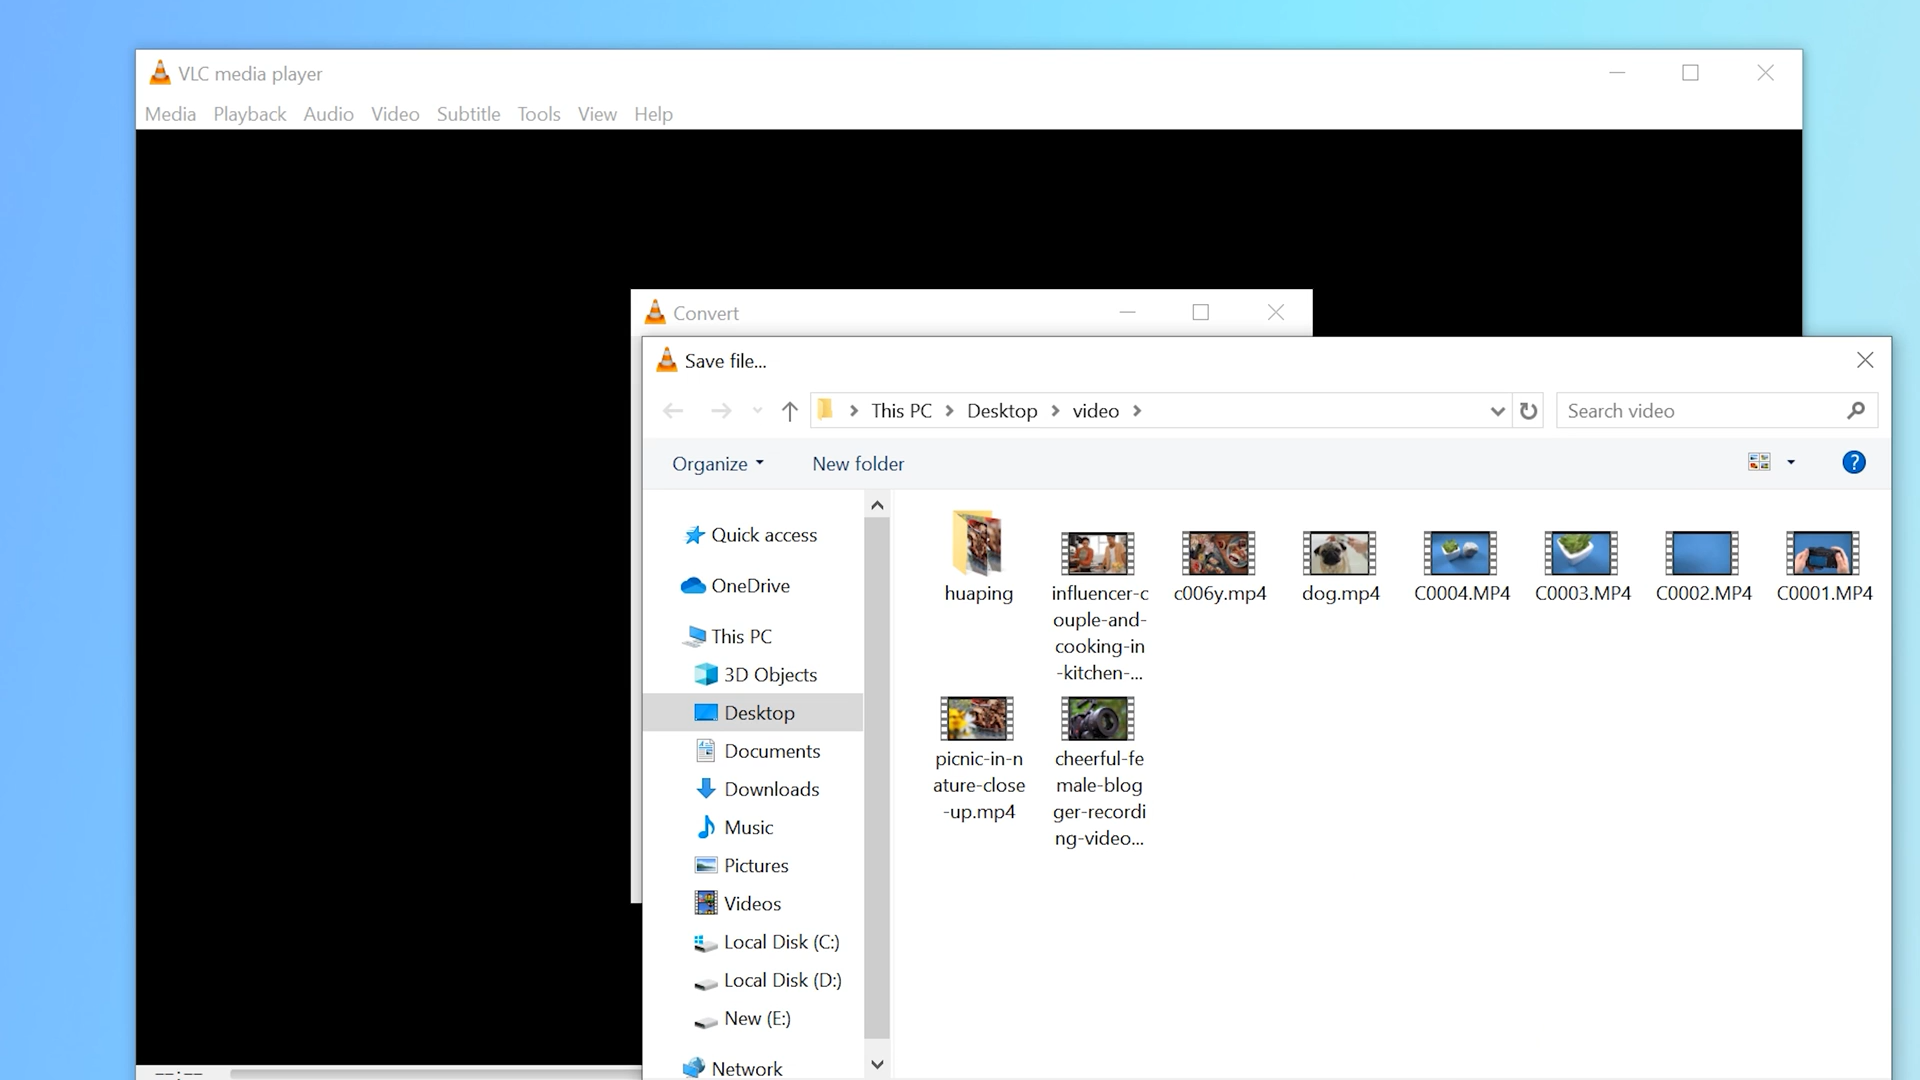 VLC media player
Media Playback Audio Video Subtitle Tools View Help
Convert
Save file...
This PC Desktop video
Search video
Organize New folder
?
Quick access
OneDrive
This PC
3D Objects
Desktop
Documents
Downloads
Music
Pictures
Videos
Local Disk (C:)
Local Disk (D:)
New (E:)
Network
huaping
influencer-c
ouple-and-
cooking-in
-kitchen-...
c006y.mp4
dog.mp4
C0004.MP4
C0003.MP4
C0002.MP4
C0001.MP4
picnic-in-n
ature-close
-up.mp4
cheerful-fe
male-blog
ger-recordi
ng-video...
--:--